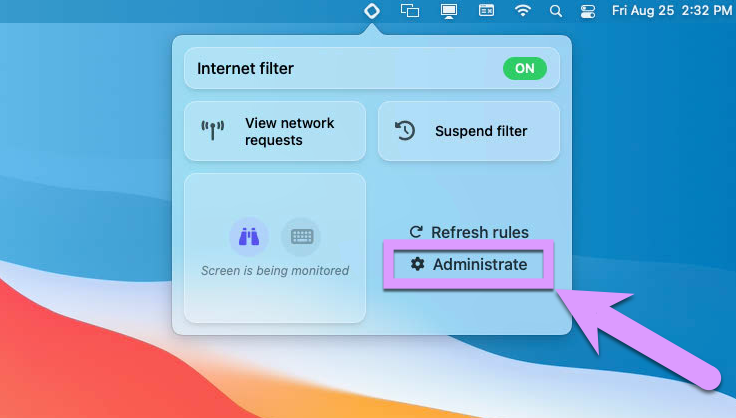 Fri Aug 25 2:32 PM
Internet filter
ON
View network
requests
Suspend filter
Screen is being monitored
Refresh rules
Administrate